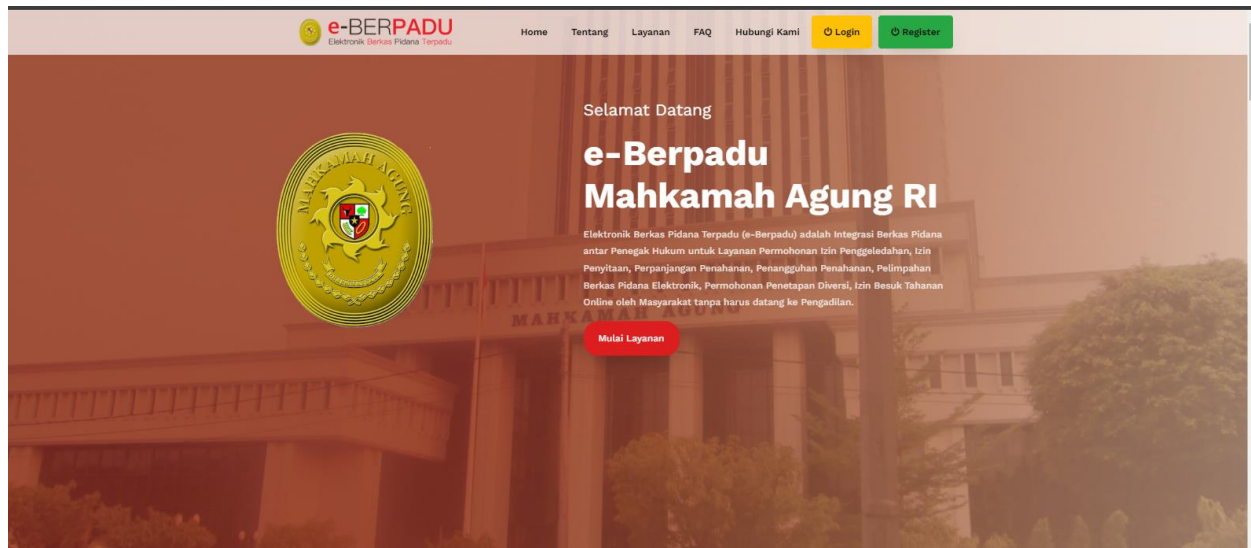 e-BERPADU
Elektronik Berkas Pidana Terpadu
Home Tentang Layanan FAQ Hubungi Kami Login Register
Selamat Datang
e-Berpadu
Mahkamah Agung RI
MAHKAMAH AGUNG
Elektronik Berkas Pidana Terpadu (e-Berpadu) adalah Integrasi Berkas Pidana
antar Penegak Hukum untuk Layanan Permohonan Izin Penggeledahan, Izin
Penyitaan, Perpanjangan Penahanan, Penangguhan Penahanan, Pelimpahan
Berkas Pidana Elektronik, Permohonan Penetapan Diversi, Izin Besuk Tahanan
Online oleh Masyarakat tanpa harus datang ke Pengadilan.
MAHKAMAH AGUNG
Mulai Layanan